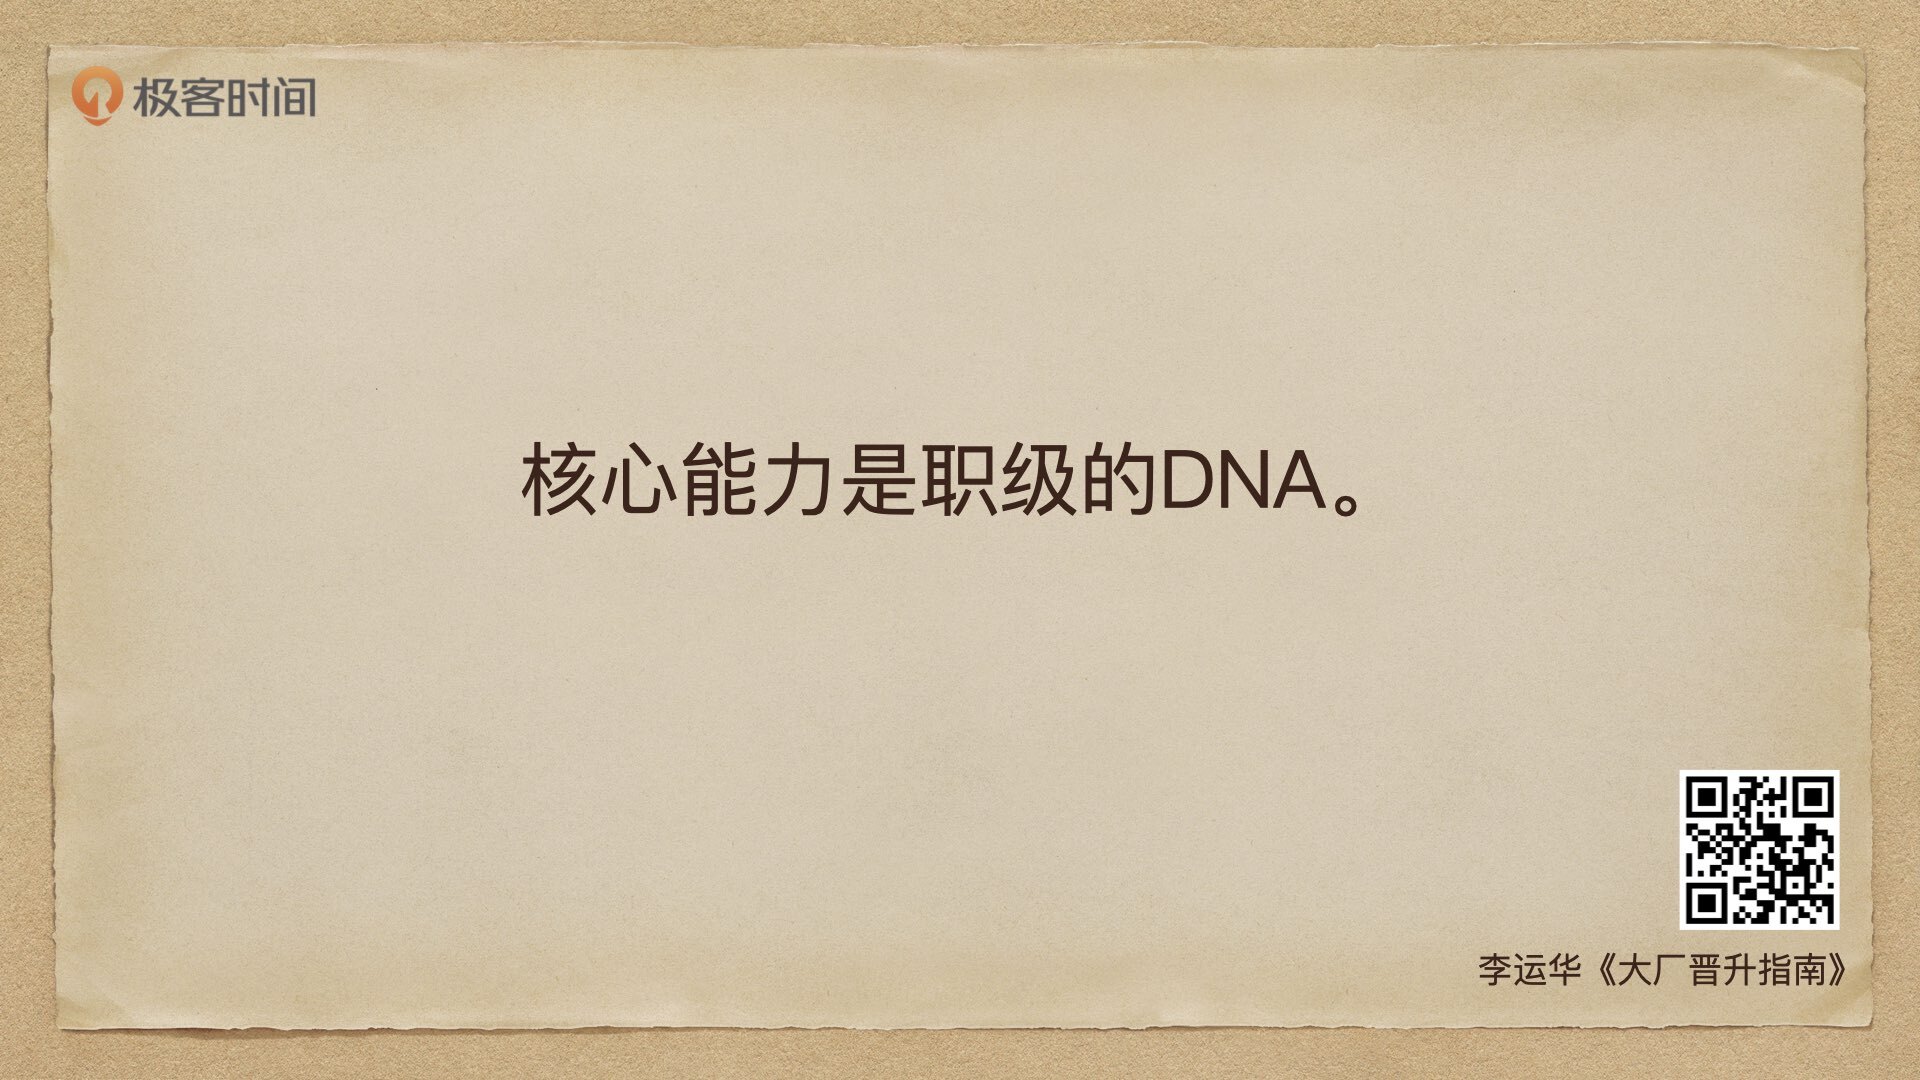 极客时间
核心能力是职级的DNA。
李运华《大厂晋升指南》